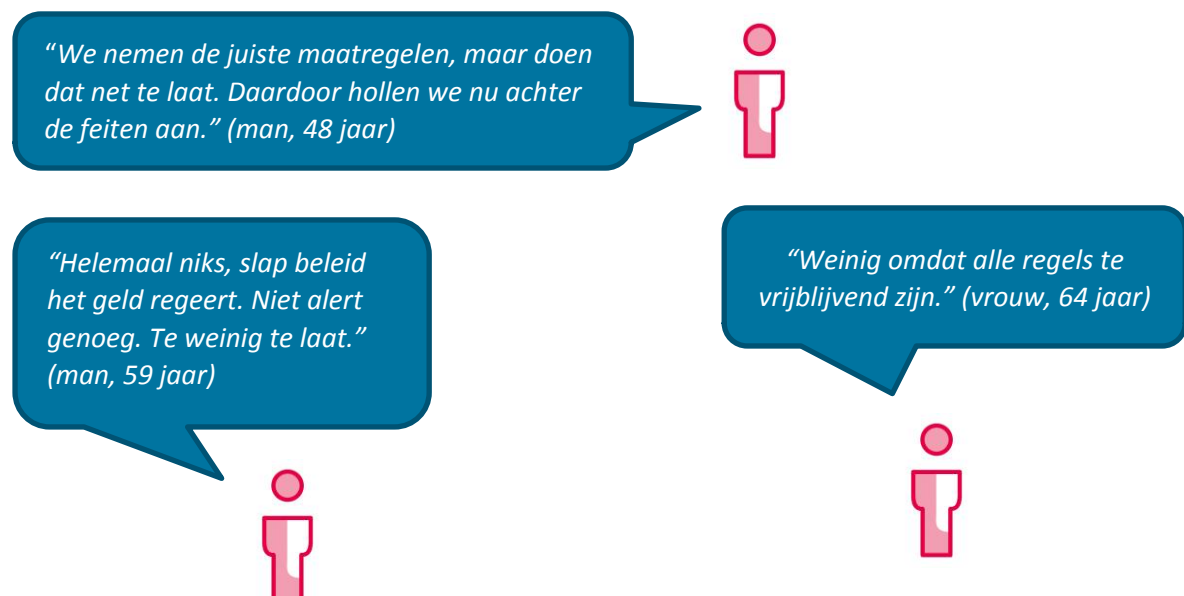 “We nemen de juiste maatregelen, maar doen
dat net te laat. Daardoor hollen we nu achter
de feiten aan.” (man, 48 jaar)
“Helemaal niks, slap beleid
het geld regeert. Niet alert
genoeg. Te weinig te laat.”
(man, 59 jaar)
“Weinig omdat alle regels te
vrijblijvend zijn.” (vrouw, 64 jaar)